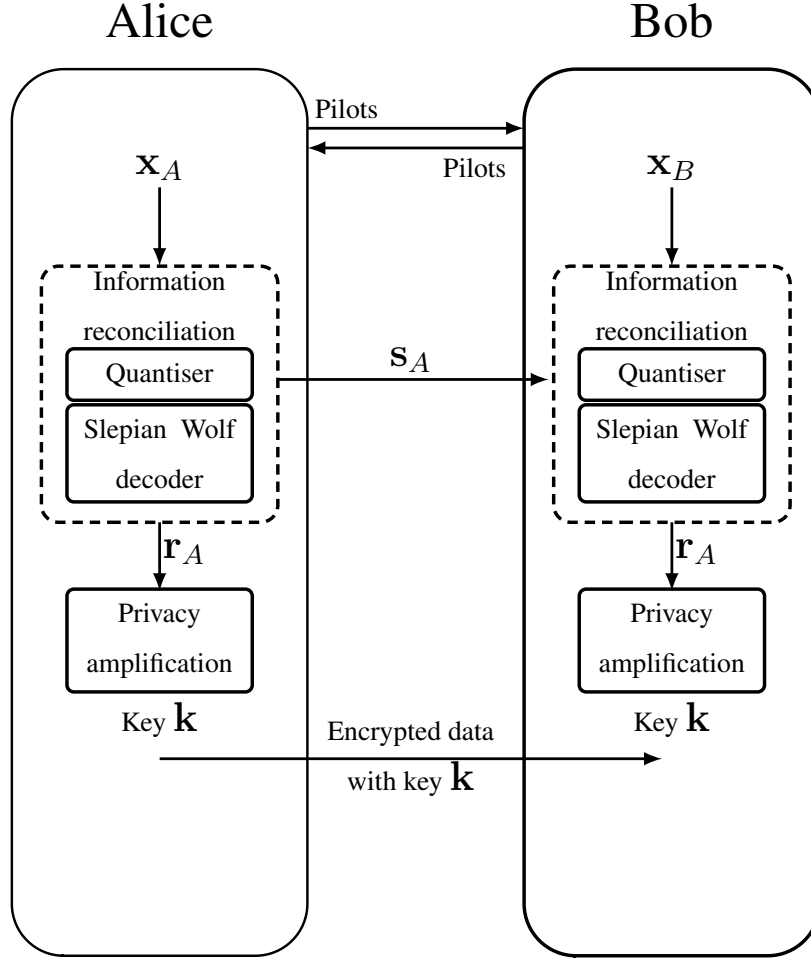 Alice
Bob
Pilots
Pilots
x_A
x_B
Information
reconciliation
Quantiser
Slepian Wolf
decoder
s_A
Information
reconciliation
Quantiser
Slepian Wolf
decoder
r_A
r_A
Privacy
amplification
Privacy
amplification
Key k
Key k
Encrypted data
with key k